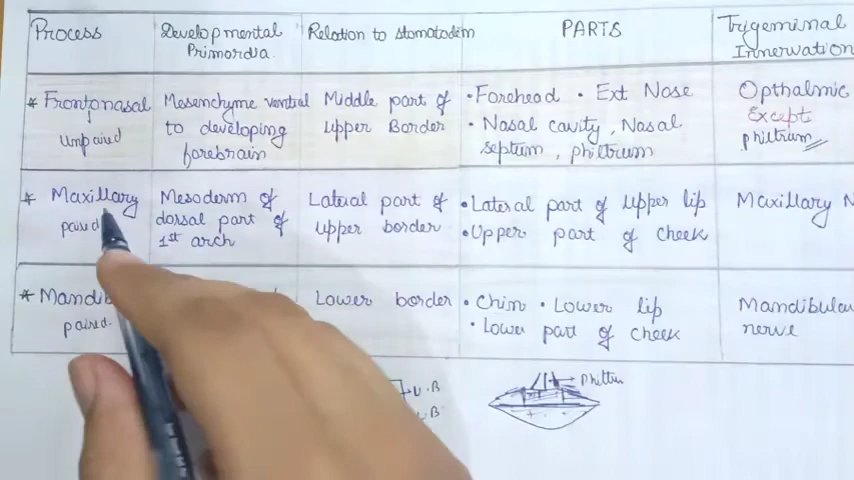 Process
Developmental
Primordia.
Relation to stomatodem
PARTS
Trigeminal
Innervation
* Frontonasal
Unpaired
Mesenchyme ventral
to developing
forebrain
Middle part of
upper Border
• Forehead • Ext Nose
• Nasal cavity, Nasal
septum, philtrum
Opthalmic
Except
philtrum
* Maxillary
paired
Mesoderm of
dorsal part of
1st arch
Lateral part of
upper border
• Lateral part of upper lip
• Upper part of cheek
Maxillary N
* Mandib
paired.
Lower border
• Chin • Lower lip
• Lower part of cheek
Mandibular
nerve
U.B
L.B
Philtrum